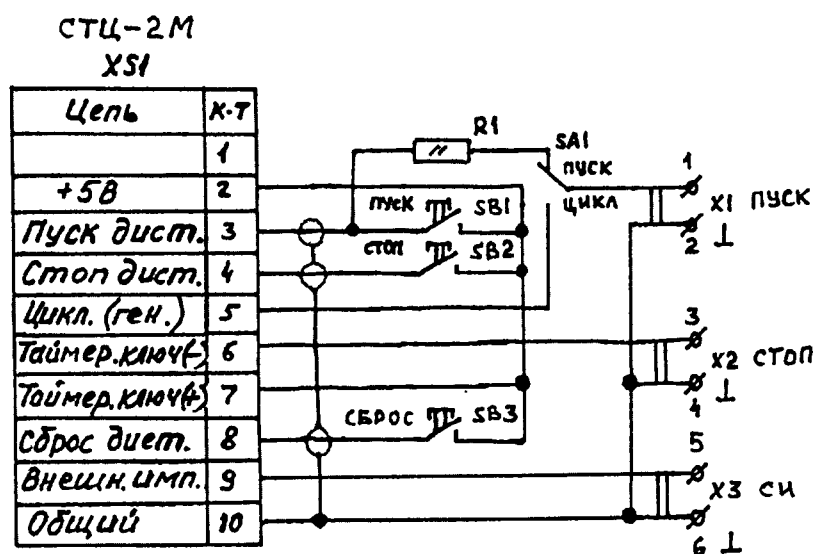 СТЦ-2М
XS1
Цепь К-Т
1
+5В 2
Пуск дист. 3
Стоп дист. 4
Цикл. (ген.) 5
Таймер.ключ(-) 6
Таймер.ключ(+) 7
Сброс дист. 8
Внешн. имп. 9
Общий 10
R1
SA1
ПУСК
ЦИКЛ
ПУСК SB1
СТОП SB2
СБРОС SB3
1
X1 ПУСК
2 ⊥
3
X2 СТОП
4 ⊥
5
X3 СИ
6 ⊥